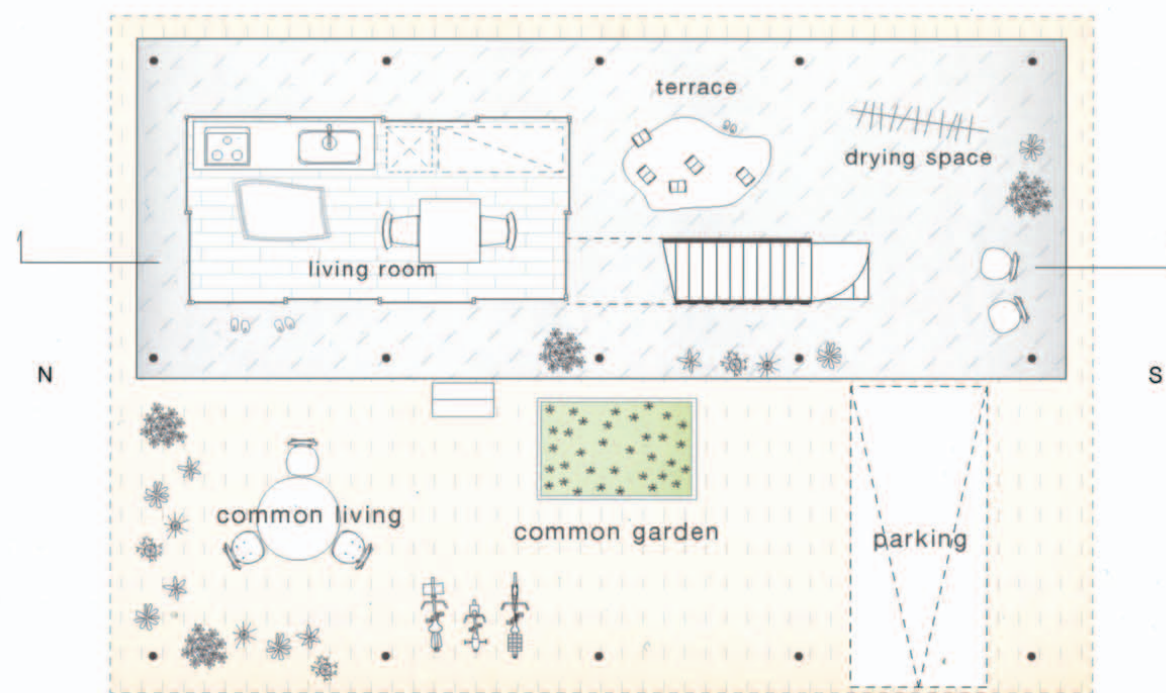 terrace
drying space
living room
N
S
common living
common garden
parking